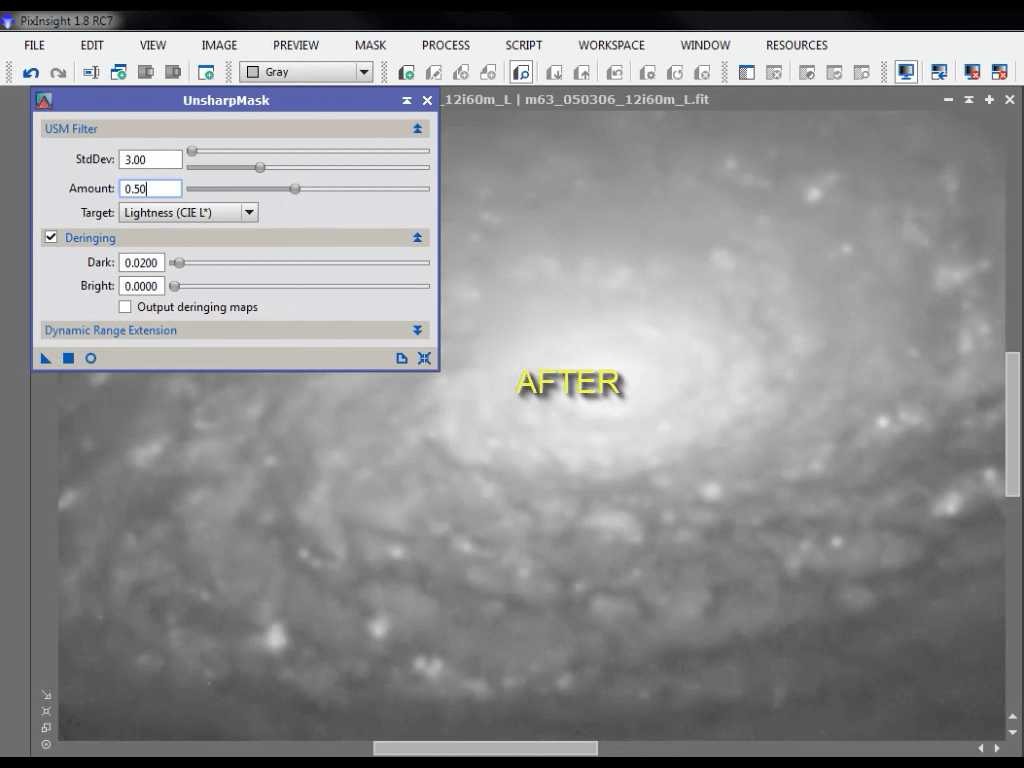 PixInsight 1.8 RC7
FILE EDIT VIEW IMAGE PREVIEW MASK PROCESS SCRIPT WORKSPACE WINDOW RESOURCES
Gray
UnsharpMask
_12i60m_L | m63_050306_12i60m_L.fit
USM Filter
StdDev: 3.00
Amount: 0.50
Target: Lightness (CIE L*)
Deringing
Dark: 0.0200
Bright: 0.0000
Output deringing maps
Dynamic Range Extension
AFTER